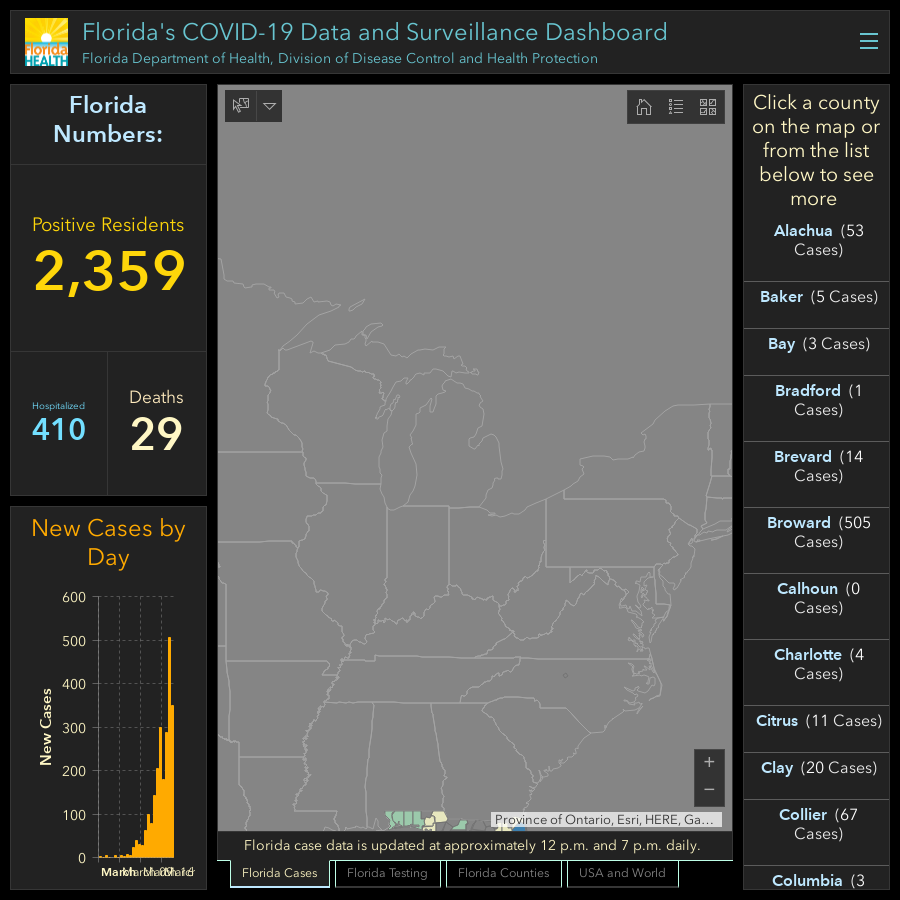 Florida
HEALTH
Florida's COVID-19 Data and Surveillance Dashboard
Florida Department of Health, Division of Disease Control and Health Protection
Florida
Numbers:
Positive Residents
2,359
Hospitalized
410
Deaths
29
New Cases by
Day
New Cases
600
500
400
300
200
100
0
March
Province of Ontario, Esri, HERE, Ga…
Florida case data is updated at approximately 12 p.m. and 7 p.m. daily.
Florida Cases
Florida Testing
Florida Counties
USA and World
Click a county
on the map or
from the list
below to see
more
Alachua (53
Cases)
Baker (5 Cases)
Bay (3 Cases)
Bradford (1
Cases)
Brevard (14
Cases)
Broward (505
Cases)
Calhoun (0
Cases)
Charlotte (4
Cases)
Citrus (11 Cases)
Clay (20 Cases)
Collier (67
Cases)
Columbia (3